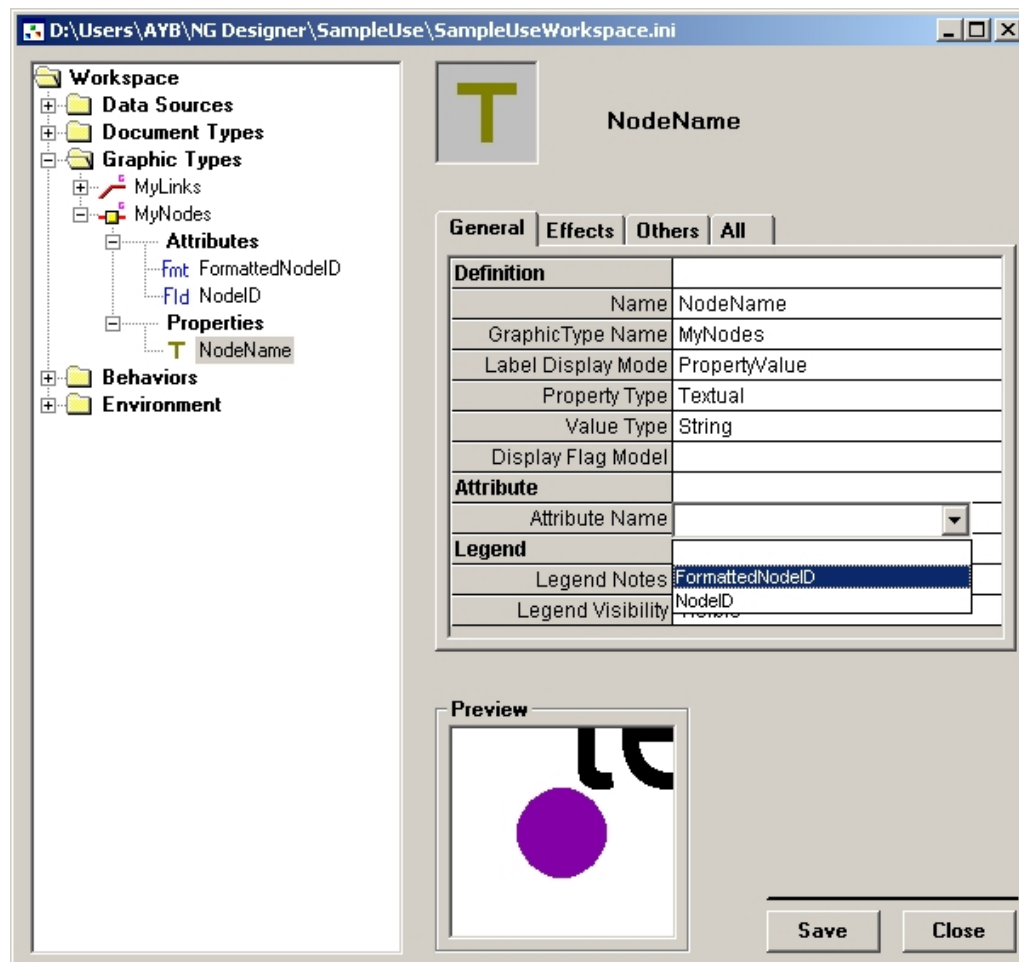 D:\Users\AYB\NG Designer\SampleUse\SampleUseWorkspace.ini
Workspace
Data Sources
Document Types
Graphic Types
MyLinks
MyNodes
Attributes
Fmt FormattedNodeID
Fld NodeID
Properties
T NodeName
Behaviors
Environment
T NodeName
General Effects Others All
Definition
Name NodeName
GraphicType Name MyNodes
Label Display Mode PropertyValue
Property Type Textual
Value Type String
Display Flag Model
Attribute
Attribute Name
Legend
Legend Notes FormattedNodeID
NodeID
Legend Visibility
Preview
Save Close